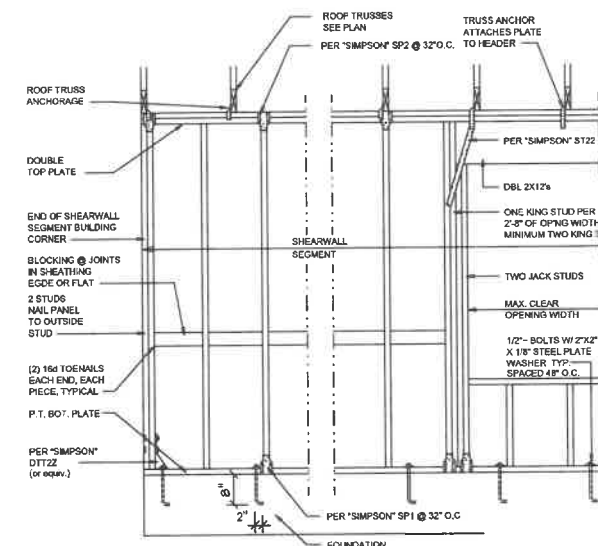 ROOF TRUSSES
SEE PLAN
PER "SIMPSON" SP2 @ 32"O.C.
TRUSS ANCHOR
ATTACHES PLATE
TO HEADER
ROOF TRUSS
ANCHORAGE
PER "SIMPSON" ST22
DOUBLE
TOP PLATE
DBL 2X12's
END OF SHEARWALL
SEGMENT BUILDING
CORNER
ONE KING STUD PER
2'-8" OF OP'NG WIDTH
MINIMUM TWO KING
SHEARWALL
SEGMENT
BLOCKING @ JOINTS
IN SHEATHING
EGDE OR FLAT
TWO JACK STUDS
2 STUDS
NAIL PANEL
TO OUTSIDE
STUD
MAX. CLEAR
OPENING WIDTH
1/2"~ BOLTS W/ 2"X2"
X 1/8" STEEL PLATE
WASHER TYP.
SPACED 48" O.C.
(2) 16d TOENAILS
EACH END, EACH
PIECE, TYPICAL
P.T. BOT. PLATE
PER "SIMPSON"
DTT2Z
(or equiv.)
8"
2"
PER "SIMPSON" SP1 @ 32" O.C
FOUNDATION